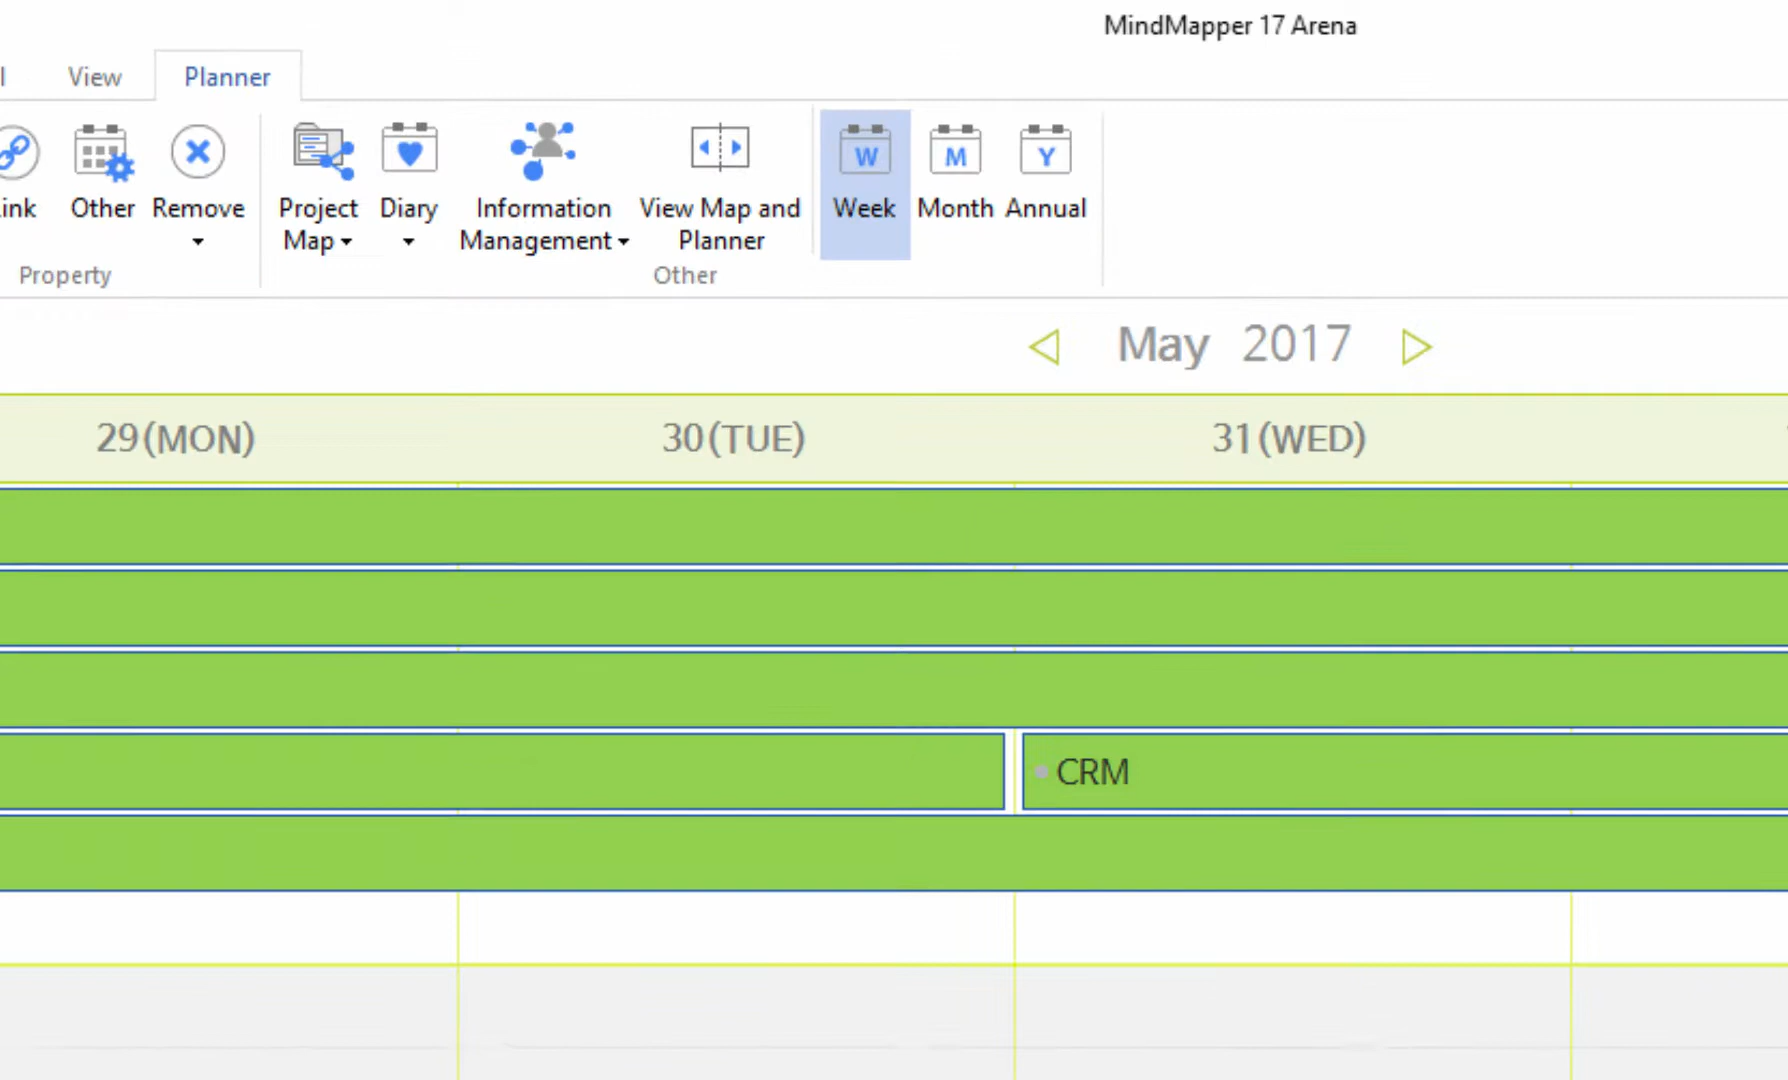 MindMapper 17 Arena
View Planner
Other Remove Project Map Diary Information Management View Map and Planner Week Month Annual
W M Y
Property Other
May 2017
29(MON) 30(TUE) 31(WED)
CRM